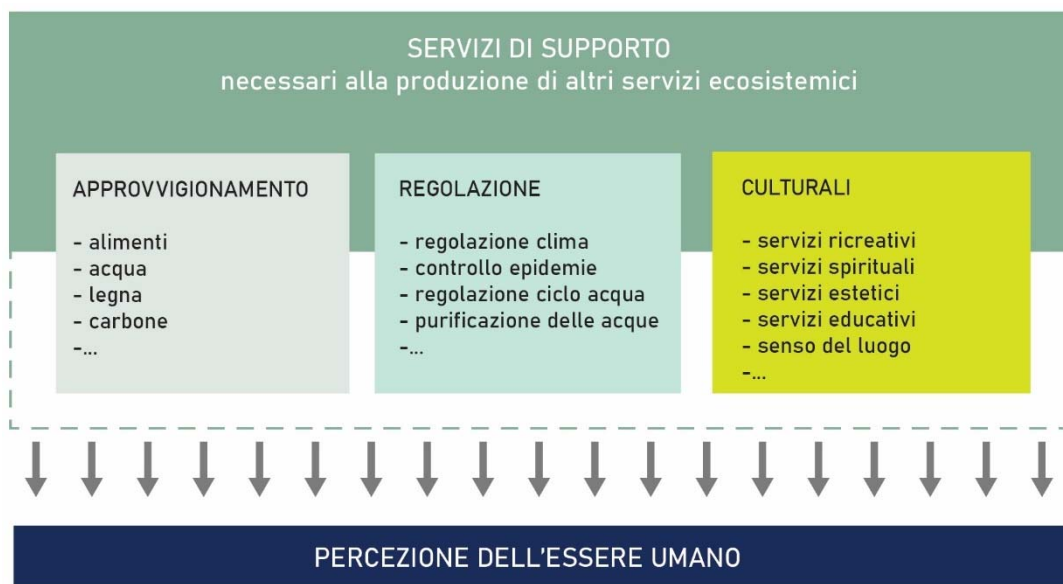 SERVIZI DI SUPPORTO
necessari alla produzione di altri servizi ecosistemici
APPROVVIGIONAMENTO
- alimenti
- acqua
- legna
- carbone
-...
REGOLAZIONE
- regolazione clima
- controllo epidemie
- regolazione ciclo acqua
- purificazione delle acque
-...
CULTURALI
- servizi ricreativi
- servizi spirituali
- servizi estetici
- servizi educativi
- senso del luogo
-...
PERCEZIONE DELL'ESSERE UMANO